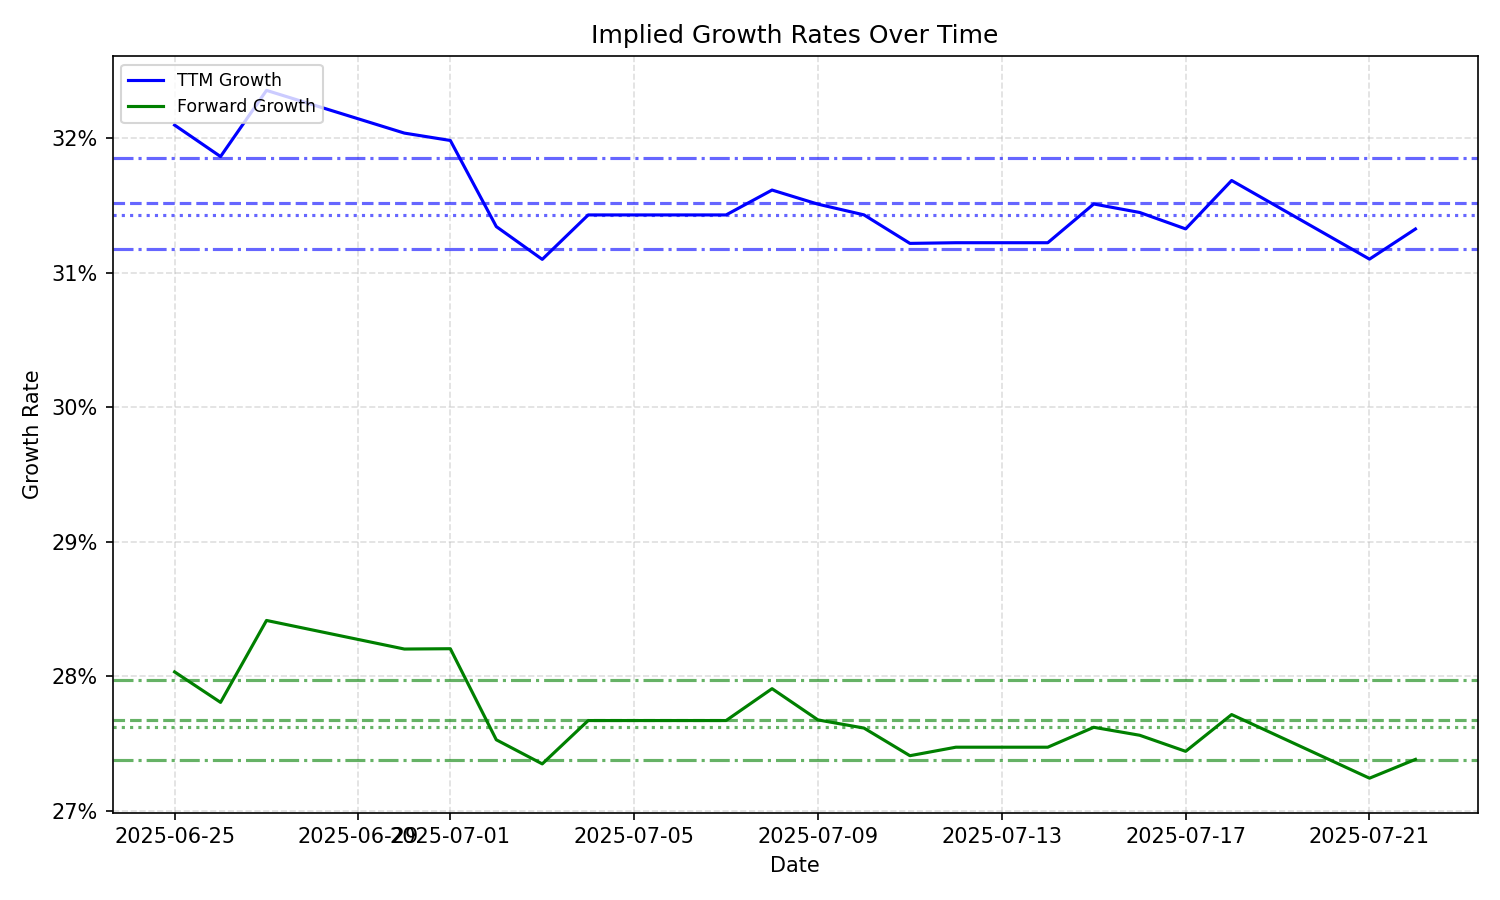 Implied Growth Rates Over Time
TTM Growth
Forward Growth
32%
31%
30%
29%
28%
27%
Growth Rate
2025-06-25
2025-06-29
2025-07-01
2025-07-05
2025-07-09
2025-07-13
2025-07-17
2025-07-21
Date